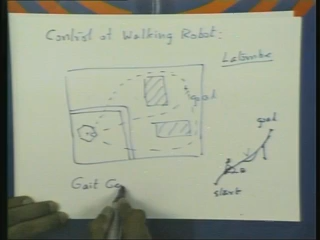 Control of Walking Robot:
Latombe
goal
goal
start
Gait Ge